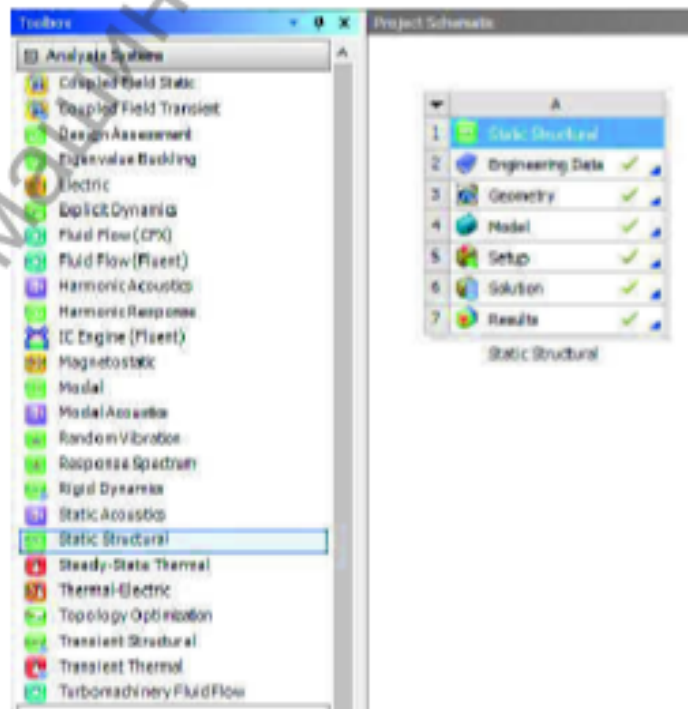 Toolbox
Analysis Systems
Coupled Field Static
Coupled Field Transient
Design Assessment
Eigenvalue Buckling
Electric
Explicit Dynamics
Fluid Flow (CFX)
Fluid Flow (Fluent)
Harmonic Acoustics
Harmonic Response
IC Engine (Fluent)
Magnetostatic
Modal
Modal Acoustics
Random Vibration
Response Spectrum
Rigid Dynamics
Static Acoustics
Static Structural
Steady-State Thermal
Thermal-Electric
Topology Optimization
Transient Structural
Transient Thermal
Turbomachinery Fluid Flow
Project Schematic
A
1 Static Structural
2 Engineering Data
3 Geometry
4 Model
5 Setup
6 Solution
7 Results
Static Structural